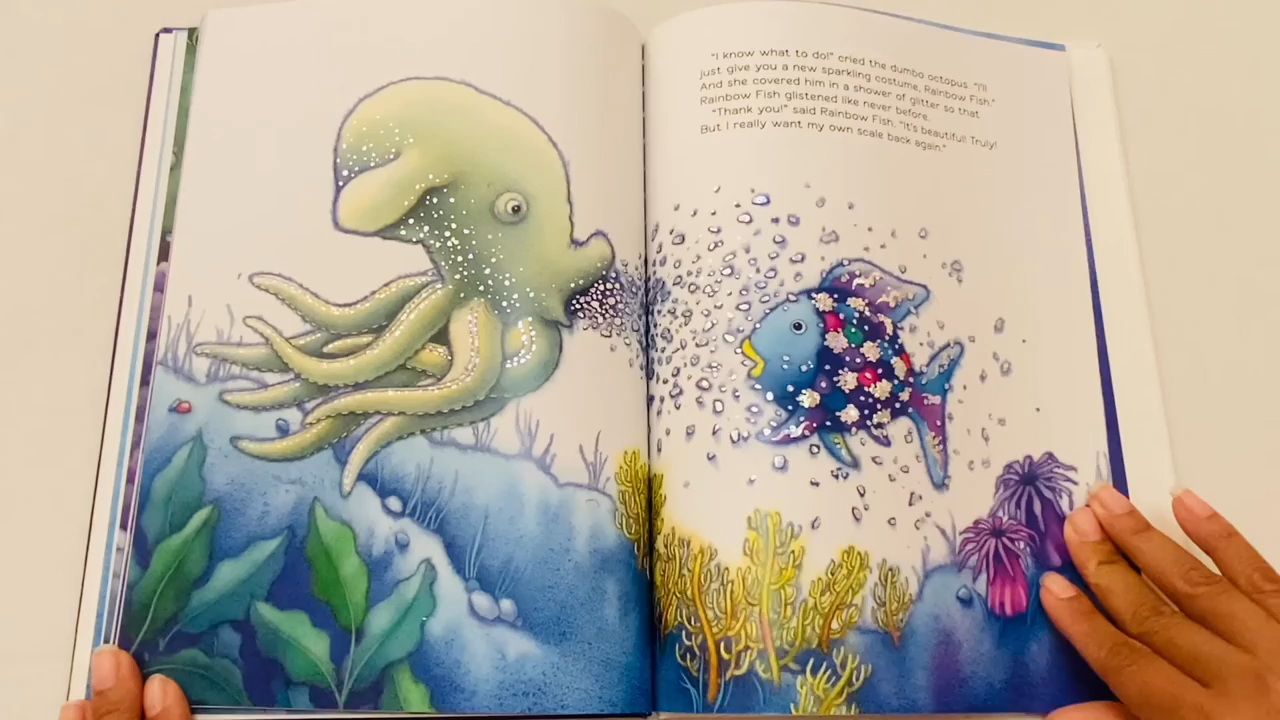 "I know what to do!" cried the dumbo octopus. "I'll
just give you a new sparkling costume, Rainbow Fish."
And she covered him in a shower of glitter so that
Rainbow Fish glistened like never before.
"Thank you!" said Rainbow Fish. "It's beautiful! Truly!
But I really want my own scale back again."